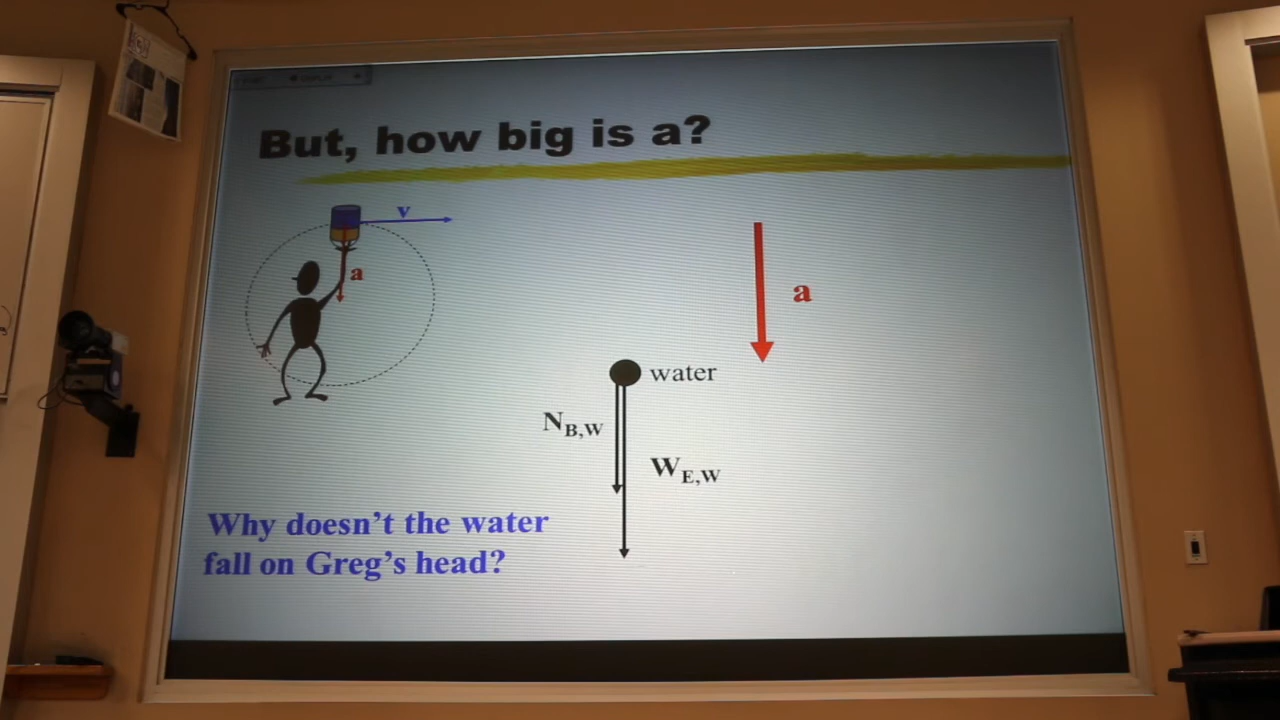 But, how big is a?
v
a
a
water
N_B,W
W_E,W
Why doesn't the water
fall on Greg's head?